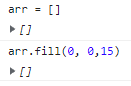 arr = []
▶ []
arr.fill(0, 0,15)
▶ []